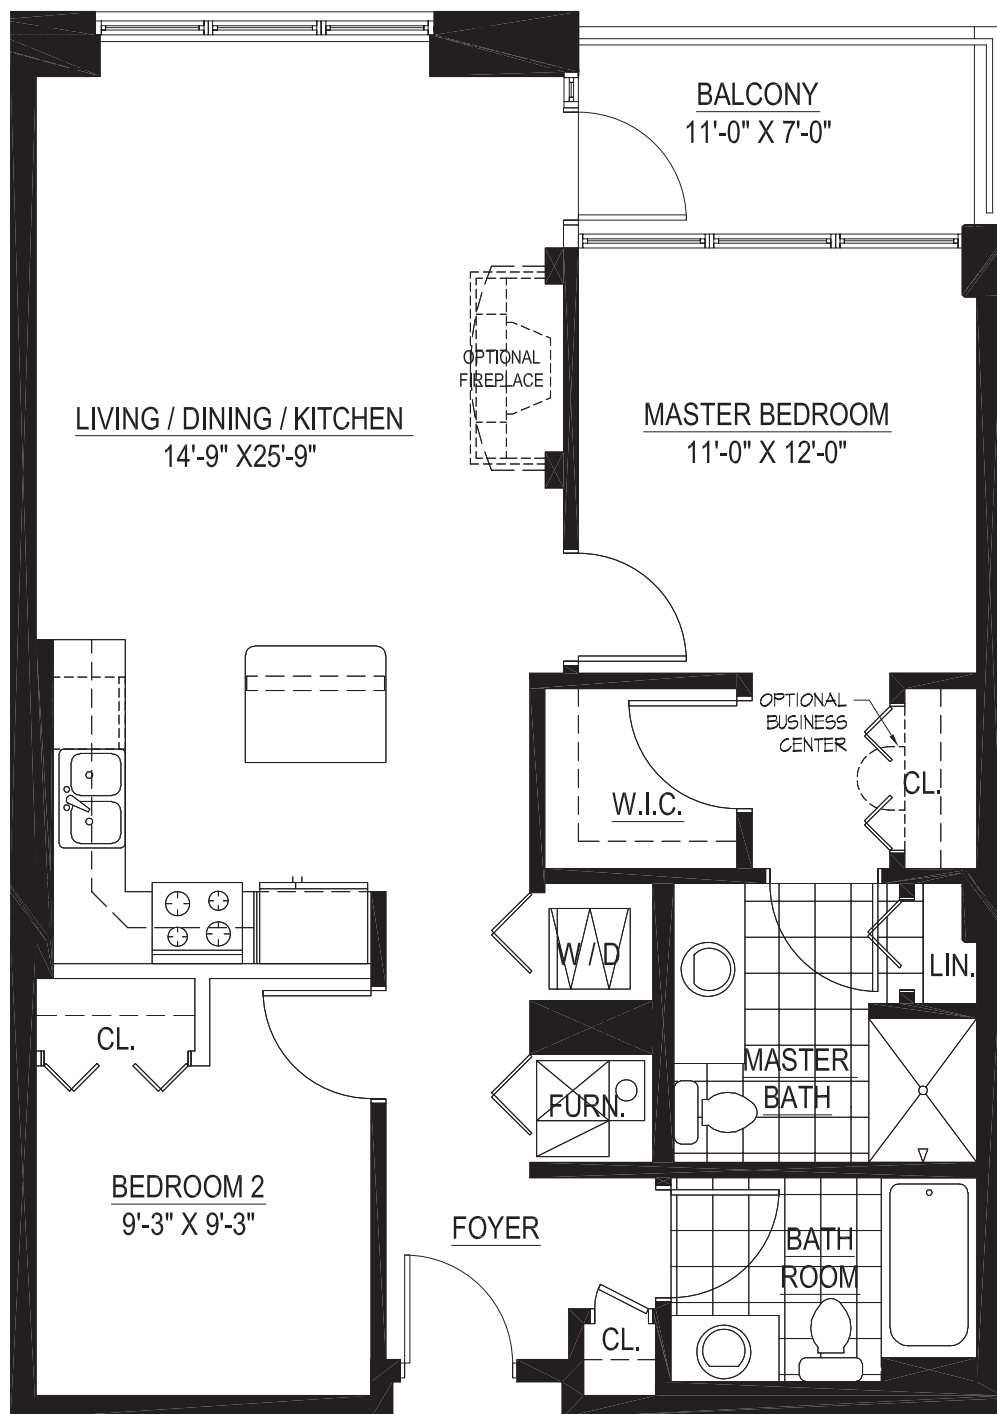 BALCONY
11'-0" X 7'-0"
OPTIONAL
FIREPLACE
LIVING / DINING / KITCHEN
14'-9" X25'-9"
MASTER BEDROOM
11'-0" X 12'-0"
OPTIONAL
BUSINESS
CENTER
CL.
W.I.C.
W / D
LIN.
CL.
MASTER
BATH
FURN.
BEDROOM 2
9'-3" X 9'-3"
FOYER
BATH
ROOM
CL.